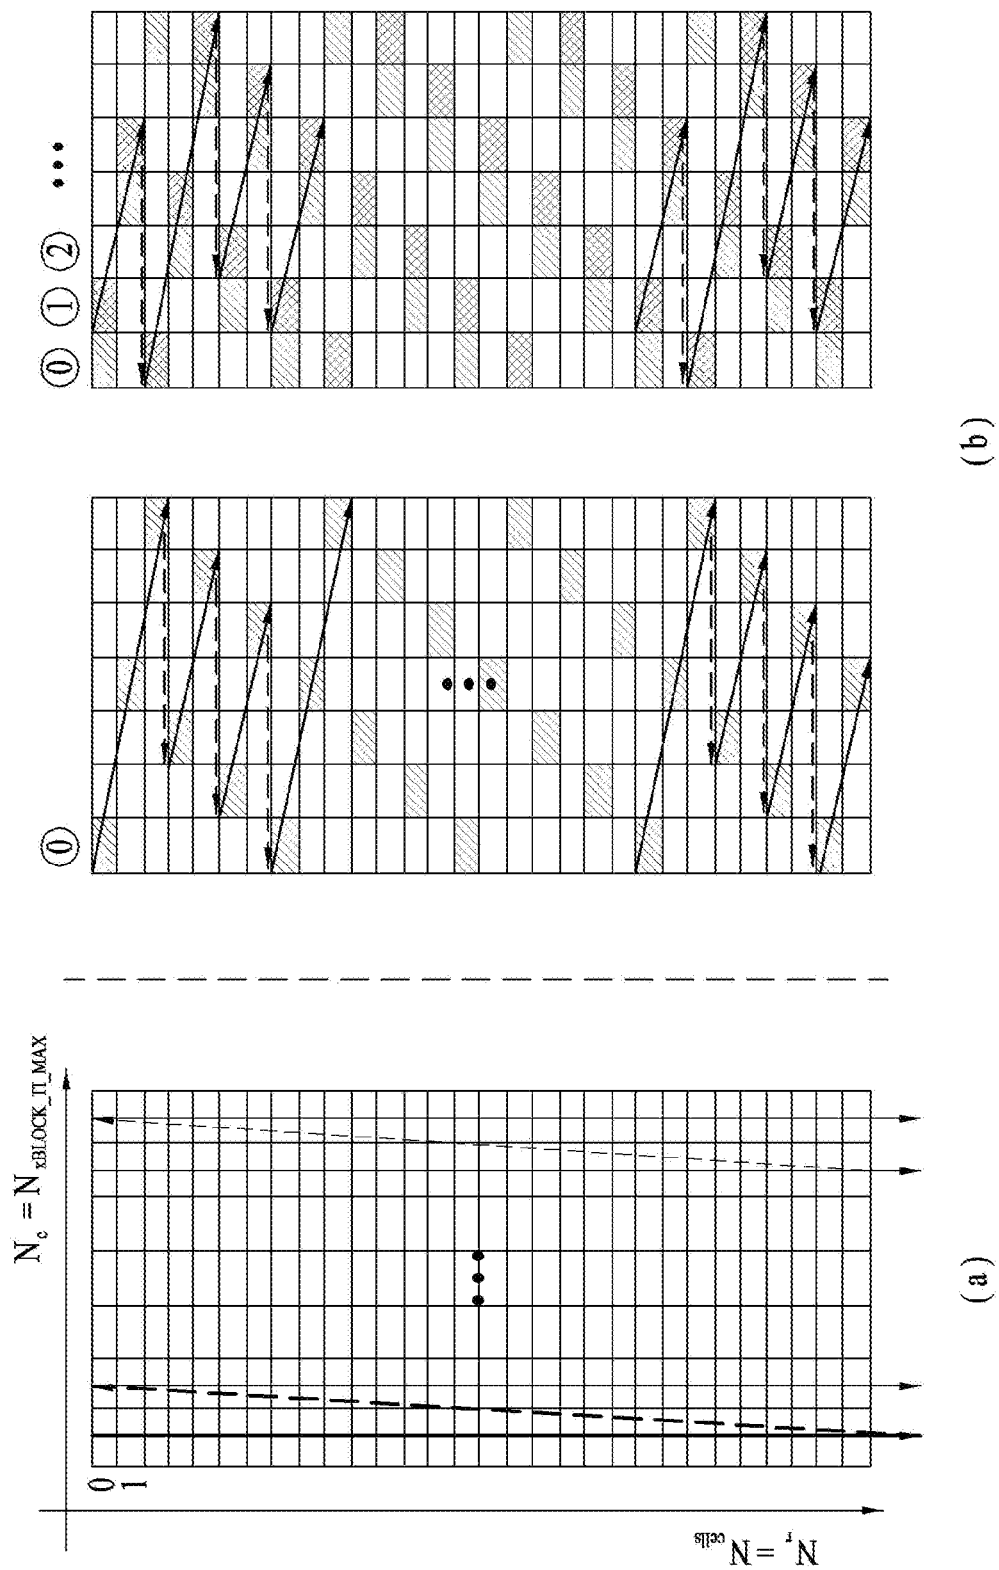 N_c = N_xBLOCK_TI_MAX
0
1
N_r = N_cells
(a)
0
0 1 2 •••
(b)